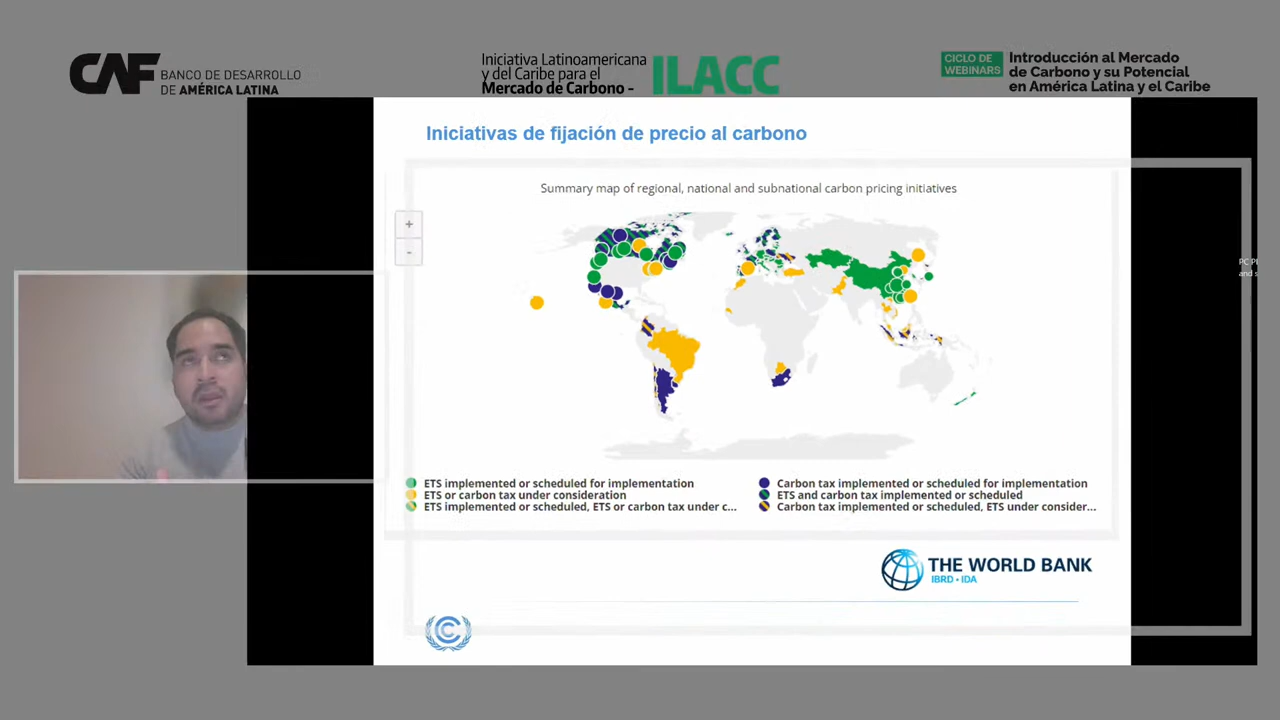 CAF BANCO DE DESARROLLO
DE AMÉRICA LATINA
Iniciativa Latinoamericana
y del Caribe para el
Mercado de Carbono -
ILACC
CICLO DE
WEBINARS
Introducción al Mercado
de Carbono y su Potencial
en América Latina y el Caribe
Iniciativas de fijación de precio al carbono
Summary map of regional, national and subnational carbon pricing initiatives
+
-
PC Pl
and s
ETS implemented or scheduled for implementation
ETS or carbon tax under consideration
ETS implemented or scheduled, ETS or carbon tax under c...
Carbon tax implemented or scheduled for implementation
ETS and carbon tax implemented or scheduled
Carbon tax implemented or scheduled, ETS under consider...
THE WORLD BANK
IBRD • IDA